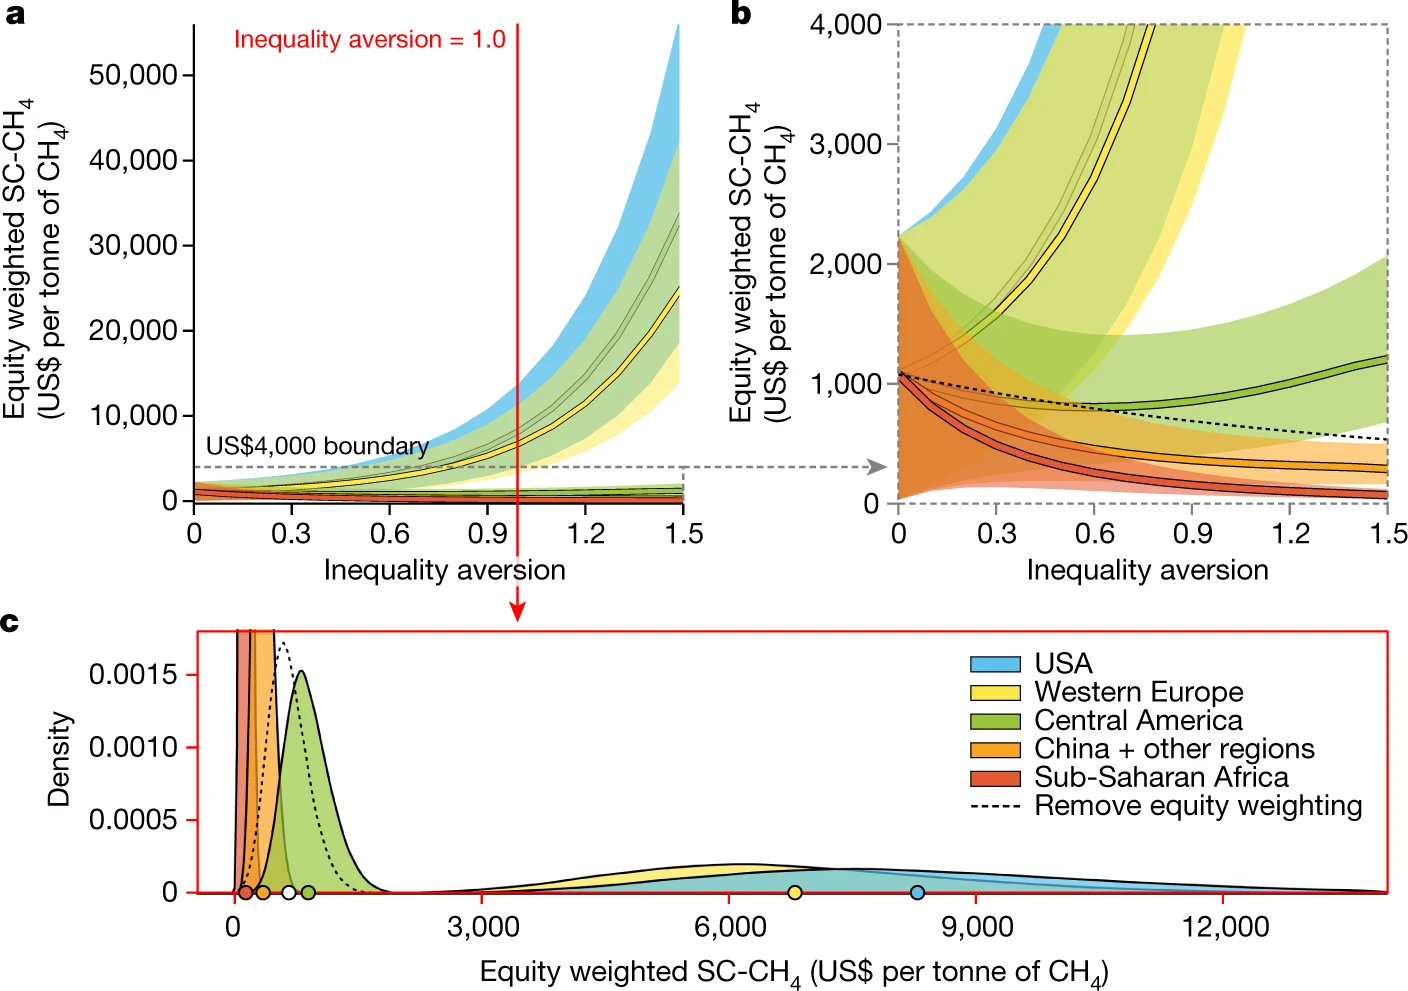 a
Inequality aversion = 1.0
Equity weighted SC-CH4
(US$ per tonne of CH4)
50,000
40,000
30,000
20,000
10,000
0
US$4,000 boundary
0 0.3 0.6 0.9 1.2 1.5
Inequality aversion
b
Equity weighted SC-CH4
(US$ per tonne of CH4)
4,000
3,000
2,000
1,000
0
0 0.3 0.6 0.9 1.2 1.5
Inequality aversion
c
Density
0.0015
0.0010
0.0005
0
USA
Western Europe
Central America
China + other regions
Sub-Saharan Africa
Remove equity weighting
0 3,000 6,000 9,000 12,000
Equity weighted SC-CH4 (US$ per tonne of CH4)